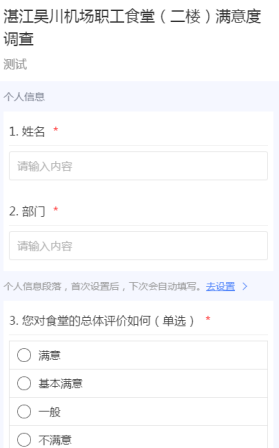 湛江吴川机场职工食堂（二楼）满意度
调查
测试
个人信息
1. 姓名 *
请输入内容
2. 部门 *
请输入内容
个人信息段落，首次设置后，下次会自动填写。去设置 >
3. 您对食堂的总体评价如何（单选） *
满意
基本满意
一般
不满意